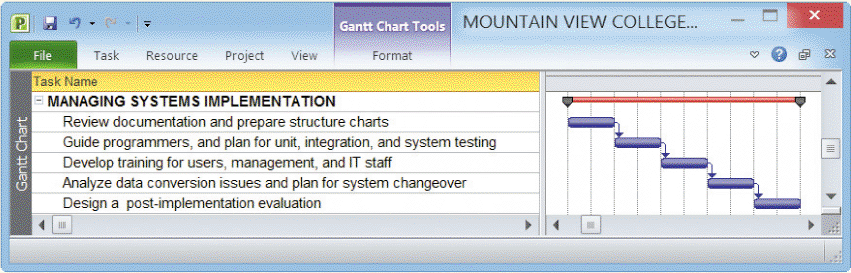 P
Gantt Chart Tools
MOUNTAIN VIEW COLLEGE...
File Task Resource Project View Format
Gantt Chart
Task Name
MANAGING SYSTEMS IMPLEMENTATION
Review documentation and prepare structure charts
Guide programmers, and plan for unit, integration, and system testing
Develop training for users, management, and IT staff
Analyze data conversion issues and plan for system changeover
Design a  post-implementation evaluation